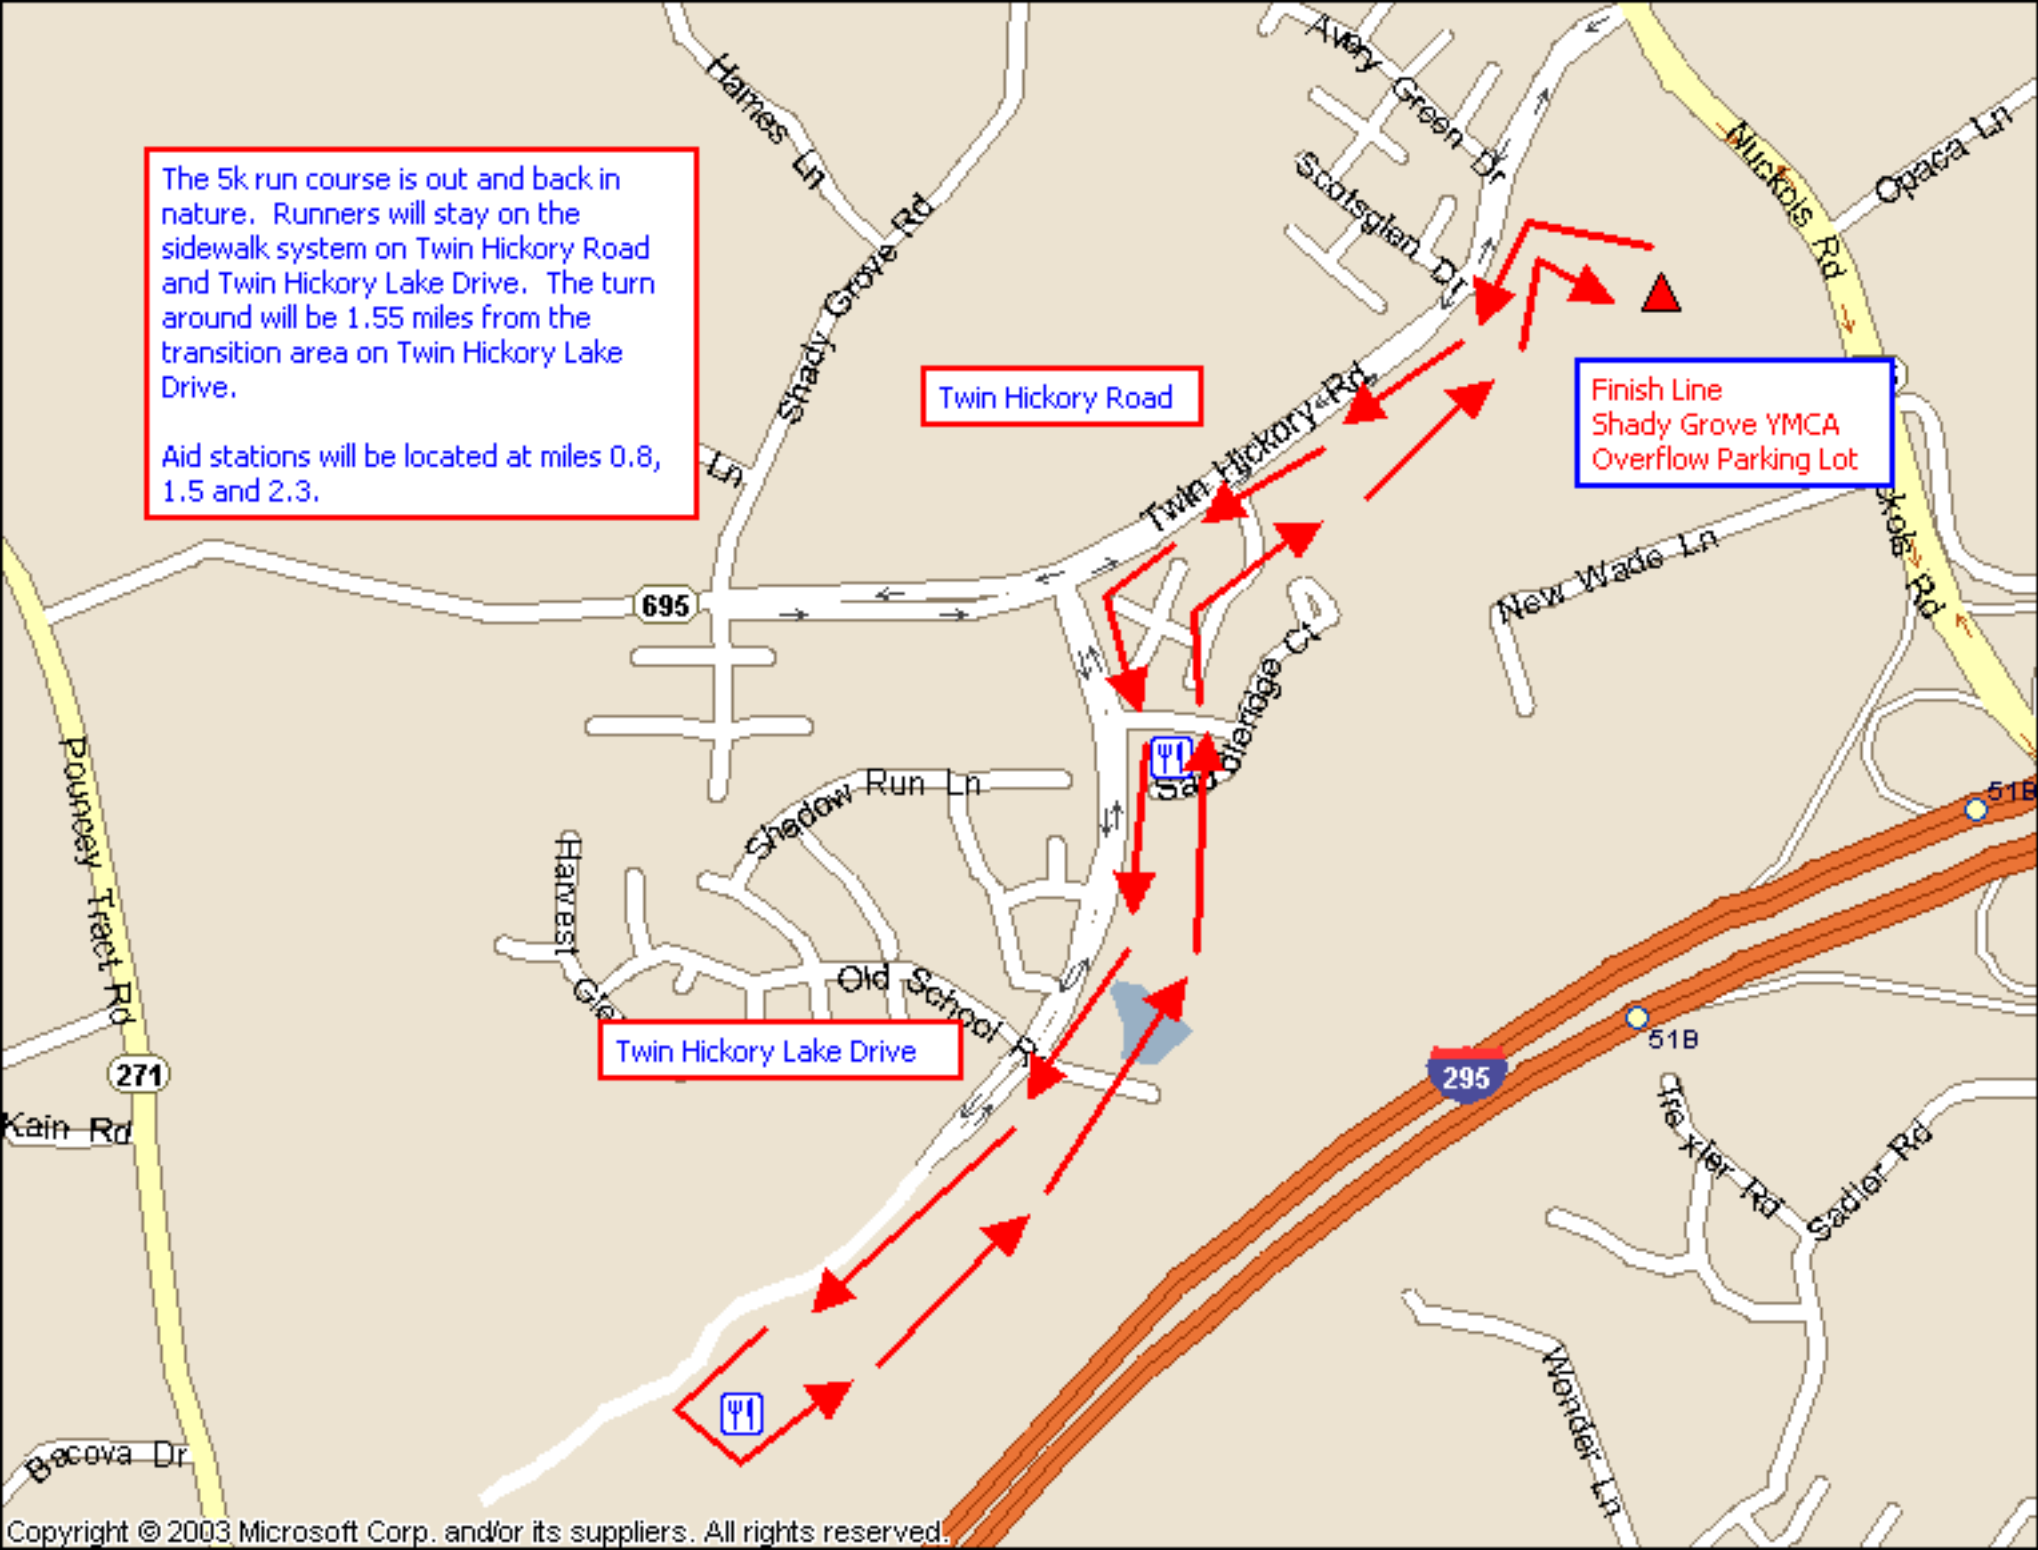 Hames Ln
Avery Green Dr
Scotsglen Dr
Nuckols Rd
Opaca Ln
Shady Grove Rd
The 5k run course is out and back in
nature. Runners will stay on the
sidewalk system on Twin Hickory Road
and Twin Hickory Lake Drive. The turn
around will be 1.55 miles from the
transition area on Twin Hickory Lake
Drive.
Aid stations will be located at miles 0.8,
1.5 and 2.3.
Twin Hickory Road
Twin Hickory Rd
Finish Line
Shady Grove YMCA
Overflow Parking Lot
Ln
ckols Rd
New Wade Ln
695
Saddleridge Ct
Pouncey Tract Rd
Shadow Run Ln
51B
Harvest
Gle
Old School Dr
Twin Hickory Lake Drive
51B
295
271
Kain Rd
Trexler Rd
Sadler Rd
Wonder Ln
Bacova Dr
Copyright © 2003 Microsoft Corp. and/or its suppliers. All rights reserved.